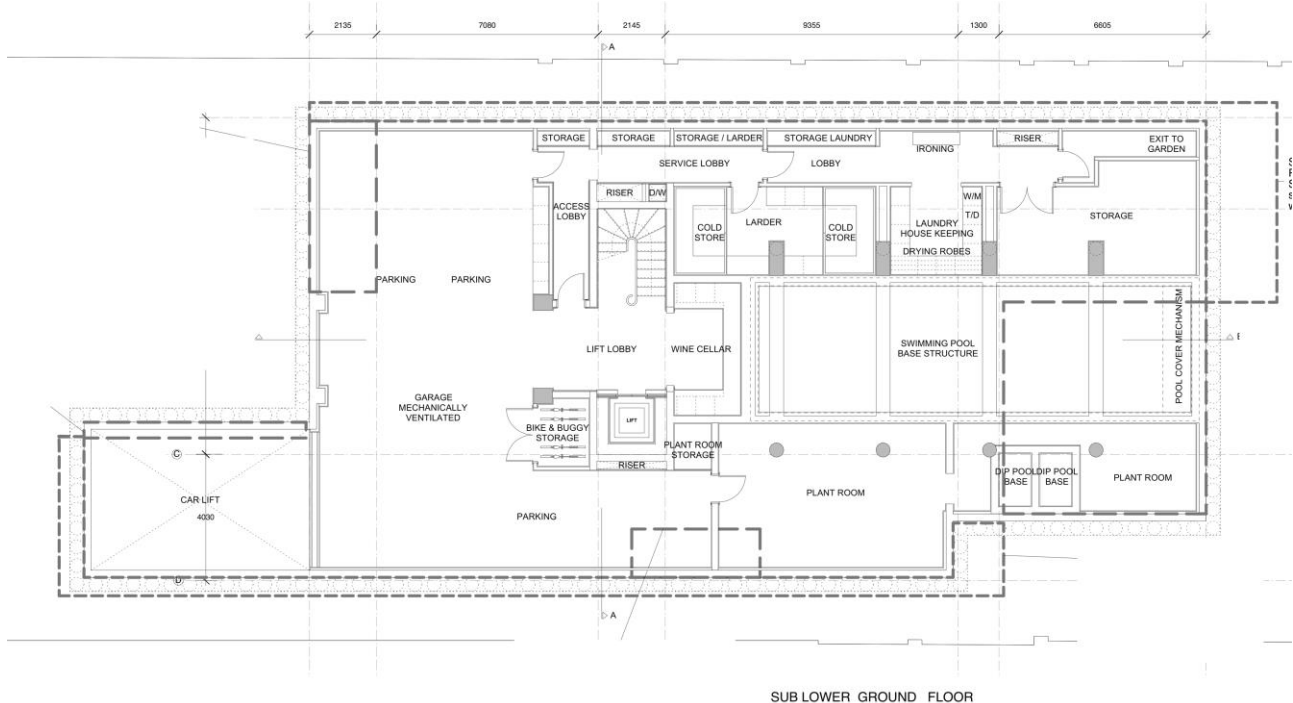 2135 7080 2145 9355 1300 6605
A
STORAGE STORAGE STORAGE / LARDER STORAGE LAUNDRY RISER EXIT TO
GARDEN
IRONING
SERVICE LOBBY LOBBY
RISER D/W
ACCESS
LOBBY
COLD
STORE
LARDER
COLD
STORE
W/M
T/D
LAUNDRY
HOUSE KEEPING
DRYING ROBES
STORAGE
PARKING PARKING
LIFT LOBBY
WINE CELLAR
SWIMMING POOL
BASE STRUCTURE
POOL COVER MECHANISM
GARAGE
MECHANICALLY
VENTILATED
BIKE & BUGGY
STORAGE
LIFT
PLANT ROOM
STORAGE
RISER
C
CAR LIFT
4030
PARKING
PLANT ROOM
DIP POOL
BASE
DIP POOL
BASE
PLANT ROOM
D
A
SUB LOWER GROUND FLOOR